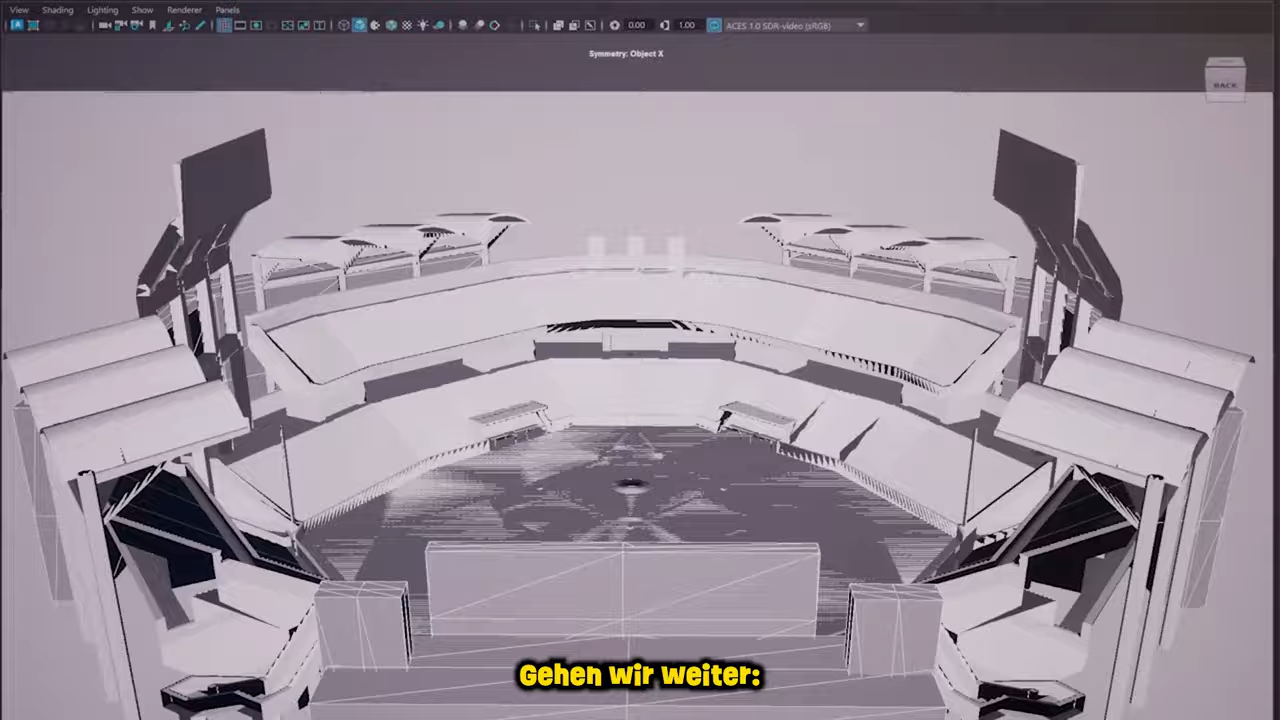 View Shading Lighting Show Renderer Panels
0.00 1.00 ACES 1.0 SDR-video (sRGB)
Symmetry: Object X
BACK
Gehen wir weiter: